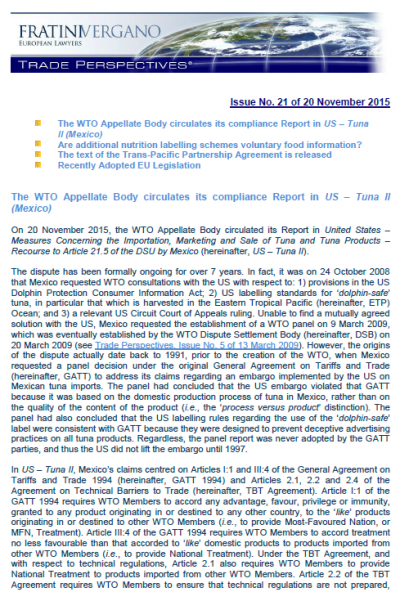 FRATINIVERGANO
EUROPEAN LAWYERS
TRADE PERSPECTIVES®
Issue No. 21 of 20 November 2015
The WTO Appellate Body circulates its compliance Report in US – Tuna
II (Mexico)
Are additional nutrition labelling schemes voluntary food information?
The text of the Trans-Pacific Partnership Agreement is released
Recently Adopted EU Legislation
The WTO Appellate Body circulates its compliance Report in US – Tuna II
(Mexico)
On 20 November 2015, the WTO Appellate Body circulated its Report in United States –
Measures Concerning the Importation, Marketing and Sale of Tuna and Tuna Products –
Recourse to Article 21.5 of the DSU by Mexico (hereinafter, US – Tuna II).
The dispute has been formally ongoing for over 7 years. In fact, it was on 24 October 2008
that Mexico requested WTO consultations with the US with respect to: 1) provisions in the US
Dolphin Protection Consumer Information Act; 2) US labelling standards for ‘dolphin-safe’
tuna, in particular that which is harvested in the Eastern Tropical Pacific (hereinafter, ETP)
Ocean; and 3) a relevant US Circuit Court of Appeals ruling. Unable to find a mutually agreed
solution with the US, Mexico requested the establishment of a WTO panel on 9 March 2009,
which was eventually established by the WTO Dispute Settlement Body (hereinafter, DSB) on
20 March 2009 (see Trade Perspectives, Issue No. 5 of 13 March 2009). However, the origins
of the dispute actually date back to 1991, prior to the creation of the WTO, when Mexico
requested a panel decision under the original General Agreement on Tariffs and Trade
(hereinafter, GATT) to address its claims regarding an embargo implemented by the US on
Mexican tuna imports. The panel had concluded that the US embargo violated that GATT
because it was based on the domestic production process of tuna in Mexico, rather than on
the quality of the content of the product (i.e., the ‘process versus product’ distinction). The
panel had also concluded that the US labelling rules regarding the use of the ‘dolphin-safe’
label were consistent with GATT because they were designed to prevent deceptive advertising
practices on all tuna products. Regardless, the panel report was never adopted by the GATT
parties, and thus the US did not lift the embargo until 1997.
In US – Tuna II, Mexico’s claims centred on Articles I:1 and III:4 of the General Agreement on
Tariffs and Trade 1994 (hereinafter, GATT 1994) and Articles 2.1, 2.2 and 2.4 of the
Agreement on Technical Barriers to Trade (hereinafter, TBT Agreement). Article I:1 of the
GATT 1994 requires WTO Members to accord any advantage, favour, privilege or immunity,
granted to any product originating in or destined to any other country, to the ‘like’ products
originating in or destined to other WTO Members (i.e., to provide Most-Favoured Nation, or
MFN, Treatment). Article III:4 of the GATT 1994 requires WTO Members to accord treatment
no less favourable than that accorded to ‘like’ domestic products to products imported from
other WTO Members (i.e., to provide National Treatment). Under the TBT Agreement, and
with respect to technical regulations, Article 2.1 also requires WTO Members to provide
National Treatment to products imported from other WTO Members. Article 2.2 of the TBT
Agreement requires WTO Members to ensure that technical regulations are not prepared,